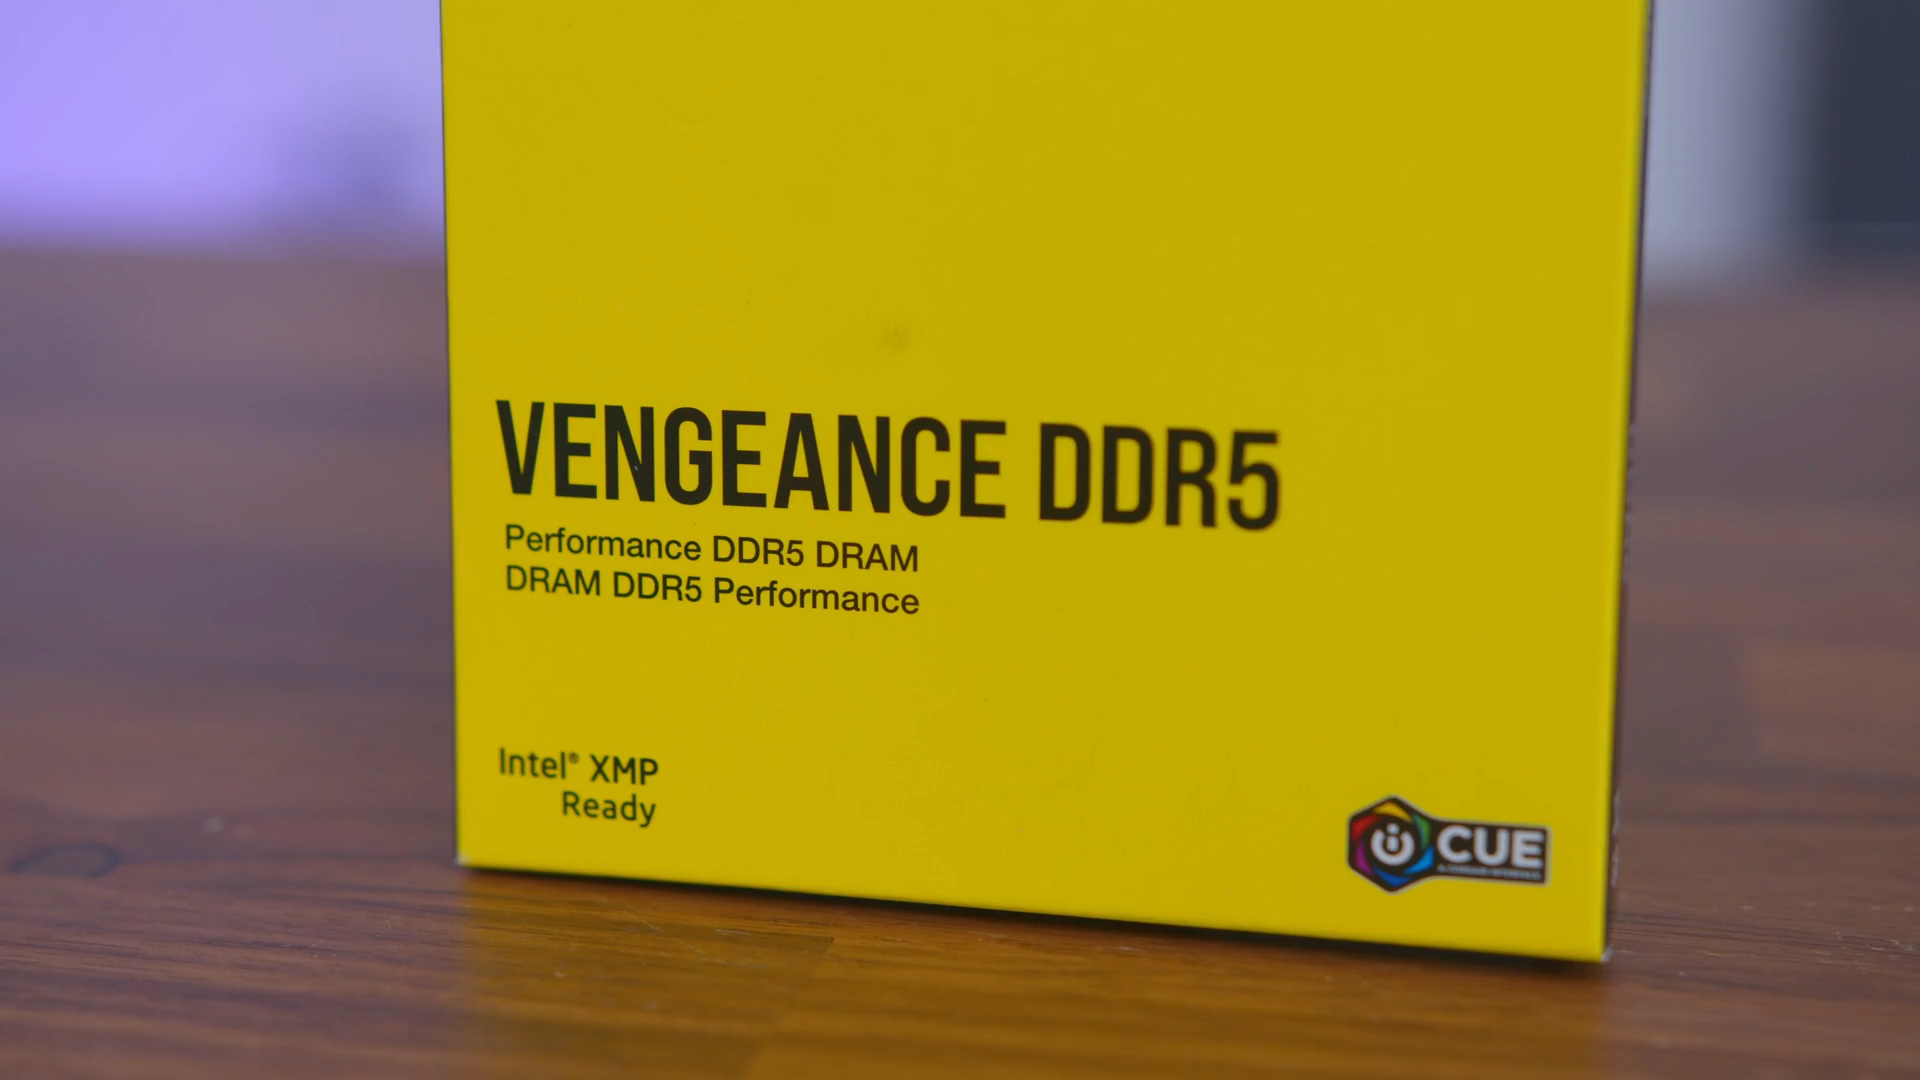 VENGEANCE DDR5
Performance DDR5 DRAM
DRAM DDR5 Performance
Intel® XMP
Ready
CUE